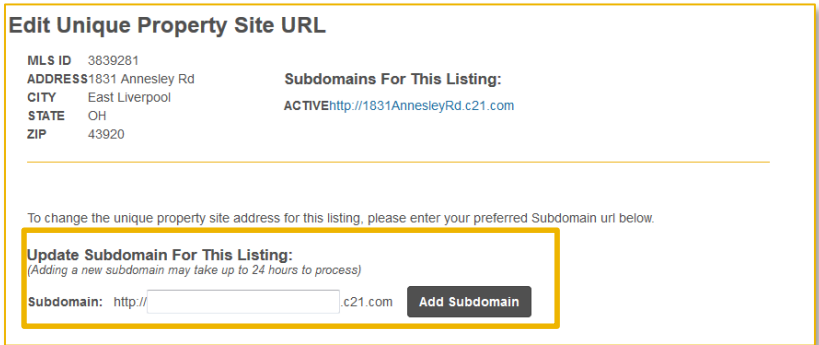 Edit Unique Property Site URL
MLS ID 3839281
ADDRESS1831 Annesley Rd
CITY East Liverpool
STATE OH
ZIP 43920
Subdomains For This Listing:
ACTIVEhttp://1831AnnesleyRd.c21.com
To change the unique property site address for this listing, please enter your preferred Subdomain url below.
Update Subdomain For This Listing:
(Adding a new subdomain may take up to 24 hours to process)
Subdomain: http:// .c21.com Add Subdomain